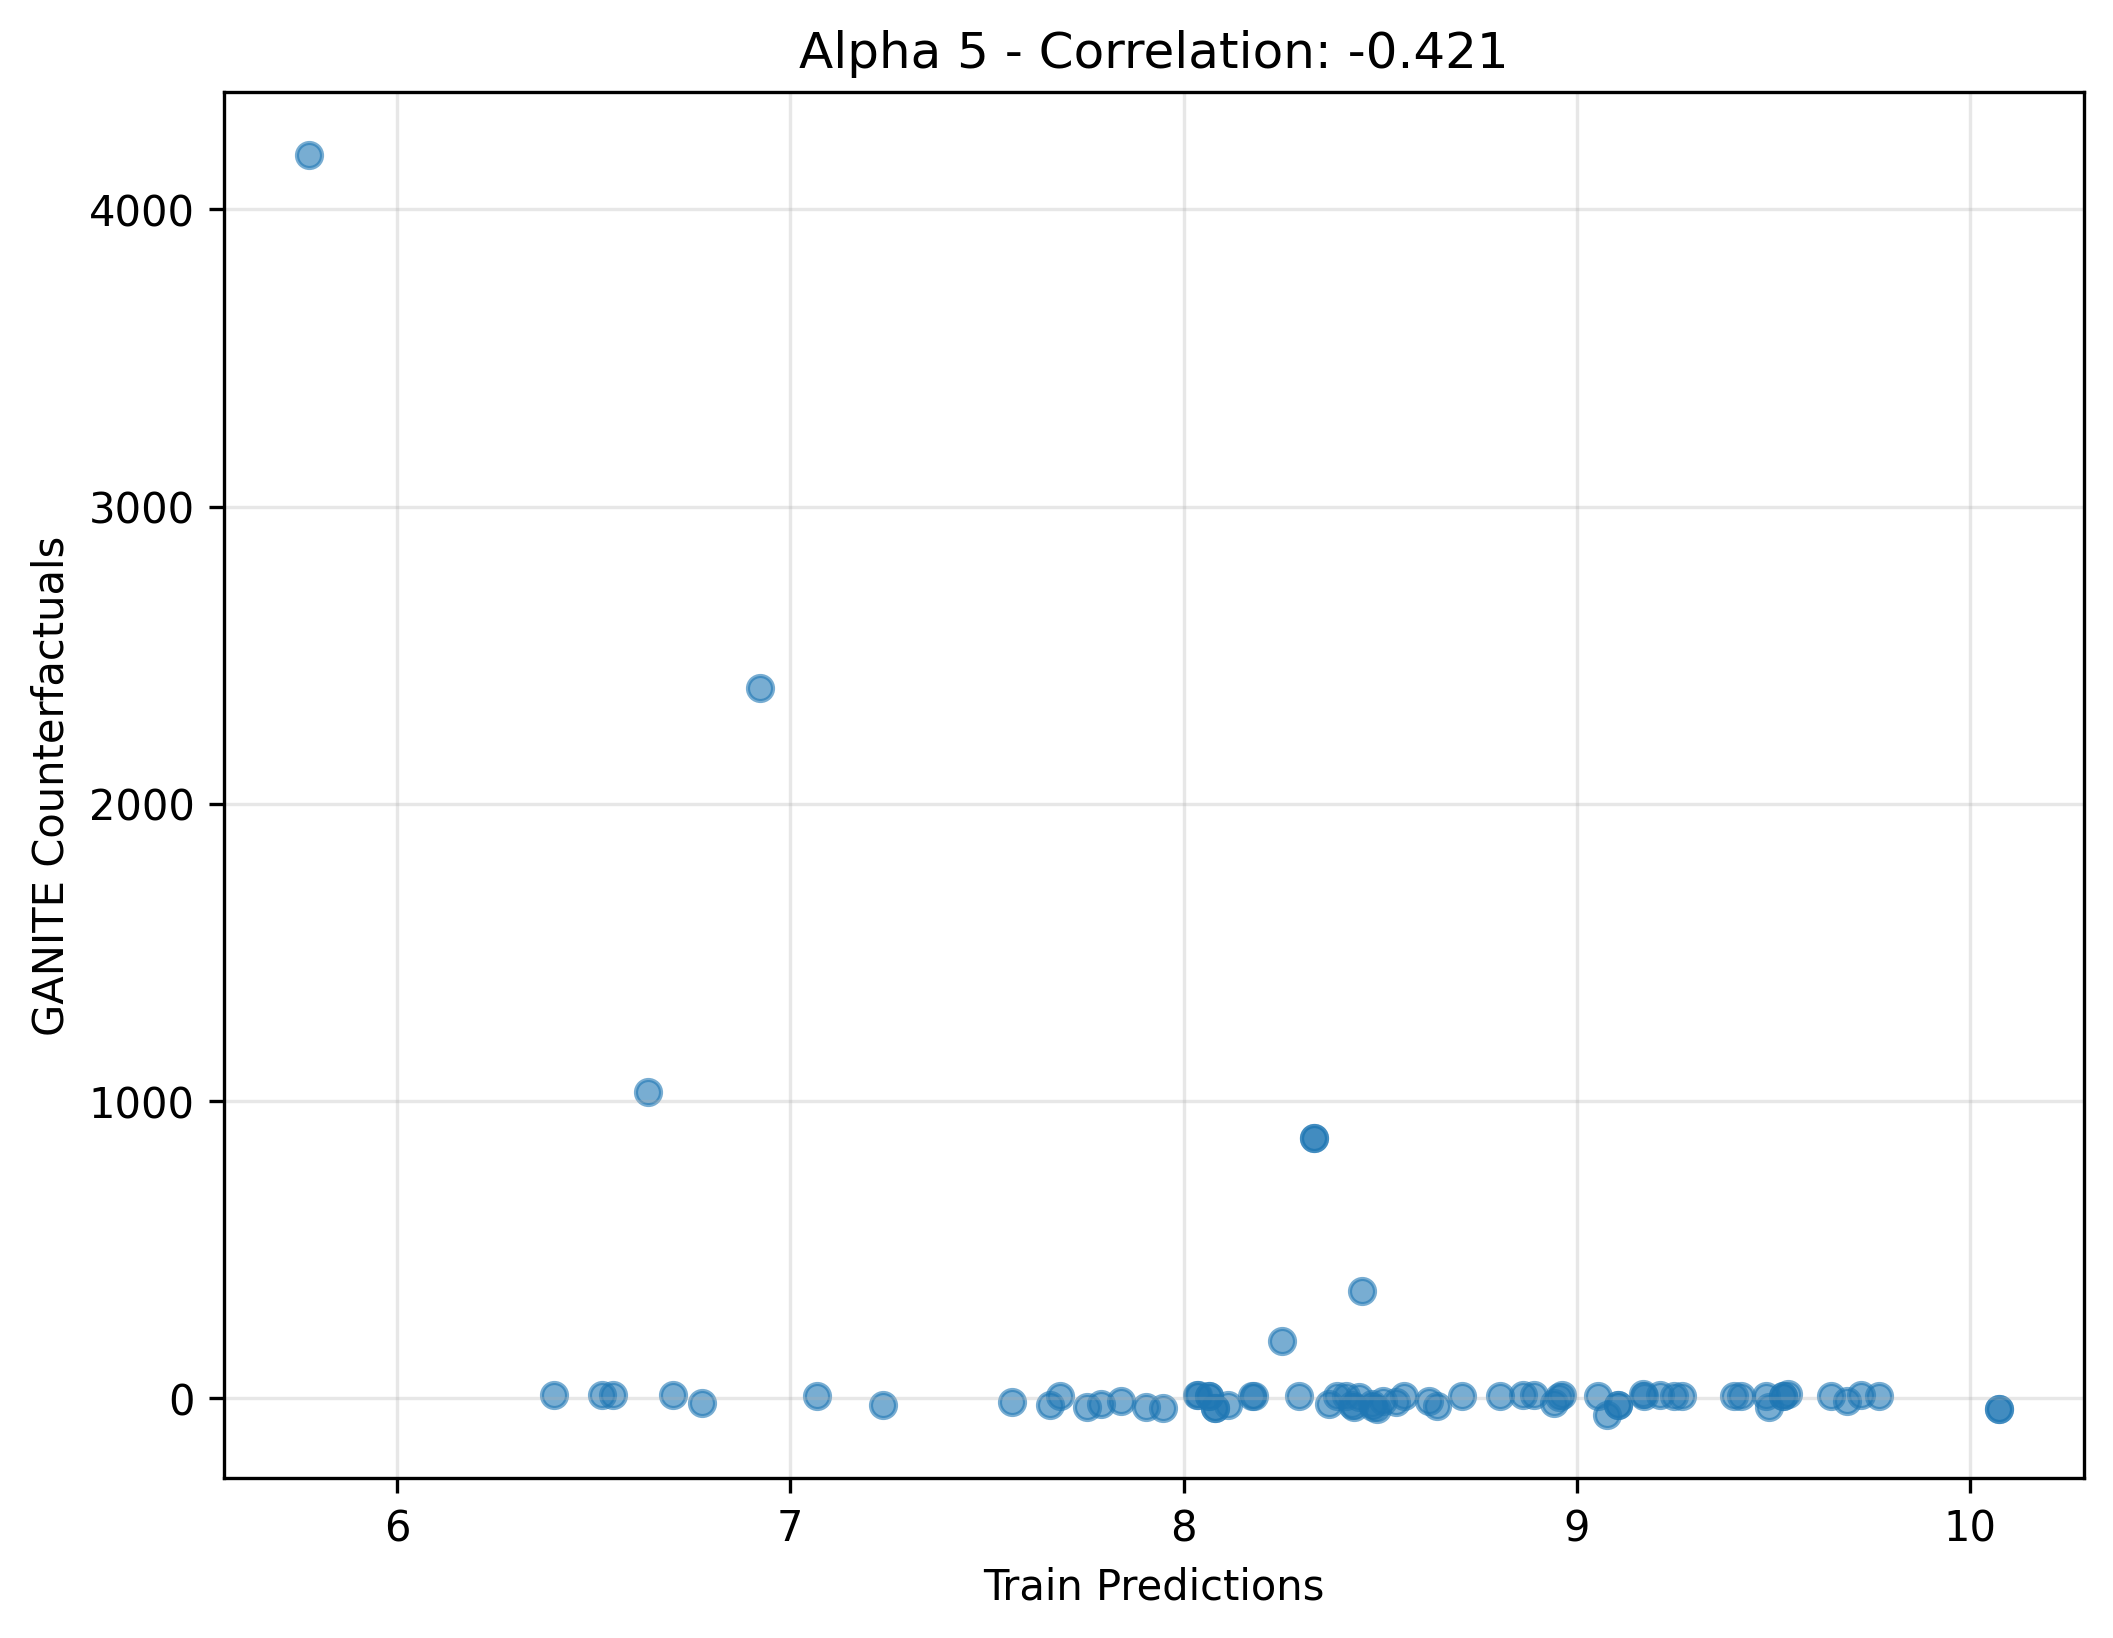 Alpha 5 - Correlation: -0.421
GANITE Counterfactuals
4000
3000
2000
1000
0
6 7 8 9 10
Train Predictions